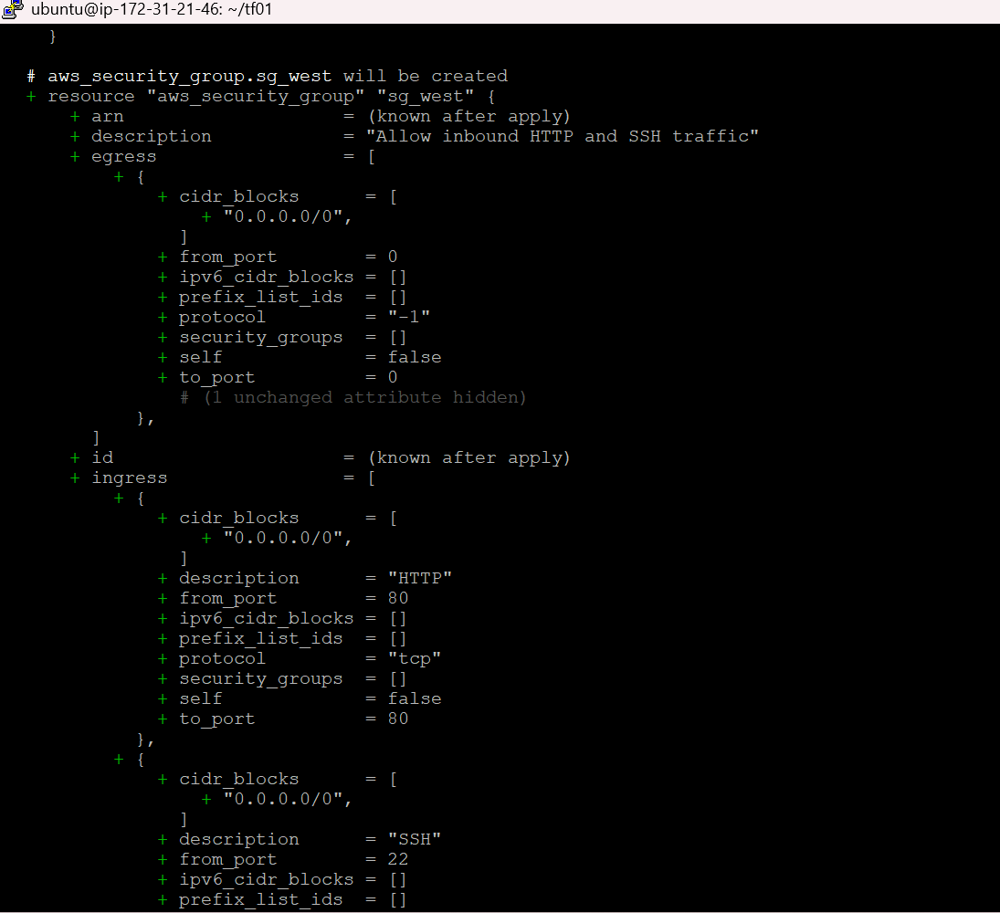 ubuntu@ip-172-31-21-46: ~/tf01
    }

  # aws_security_group.sg_west will be created
  + resource "aws_security_group" "sg_west" {
      + arn                    = (known after apply)
      + description            = "Allow inbound HTTP and SSH traffic"
      + egress                 = [
          + {
              + cidr_blocks      = [
                  + "0.0.0.0/0",
                ]
              + from_port        = 0
              + ipv6_cidr_blocks = []
              + prefix_list_ids  = []
              + protocol         = "-1"
              + security_groups  = []
              + self             = false
              + to_port          = 0
                # (1 unchanged attribute hidden)
            },
        ]
      + id                     = (known after apply)
      + ingress                = [
          + {
              + cidr_blocks      = [
                  + "0.0.0.0/0",
                ]
              + description      = "HTTP"
              + from_port        = 80
              + ipv6_cidr_blocks = []
              + prefix_list_ids  = []
              + protocol         = "tcp"
              + security_groups  = []
              + self             = false
              + to_port          = 80
            },
          + {
              + cidr_blocks      = [
                  + "0.0.0.0/0",
                ]
              + description      = "SSH"
              + from_port        = 22
              + ipv6_cidr_blocks = []
              + prefix_list_ids  = []